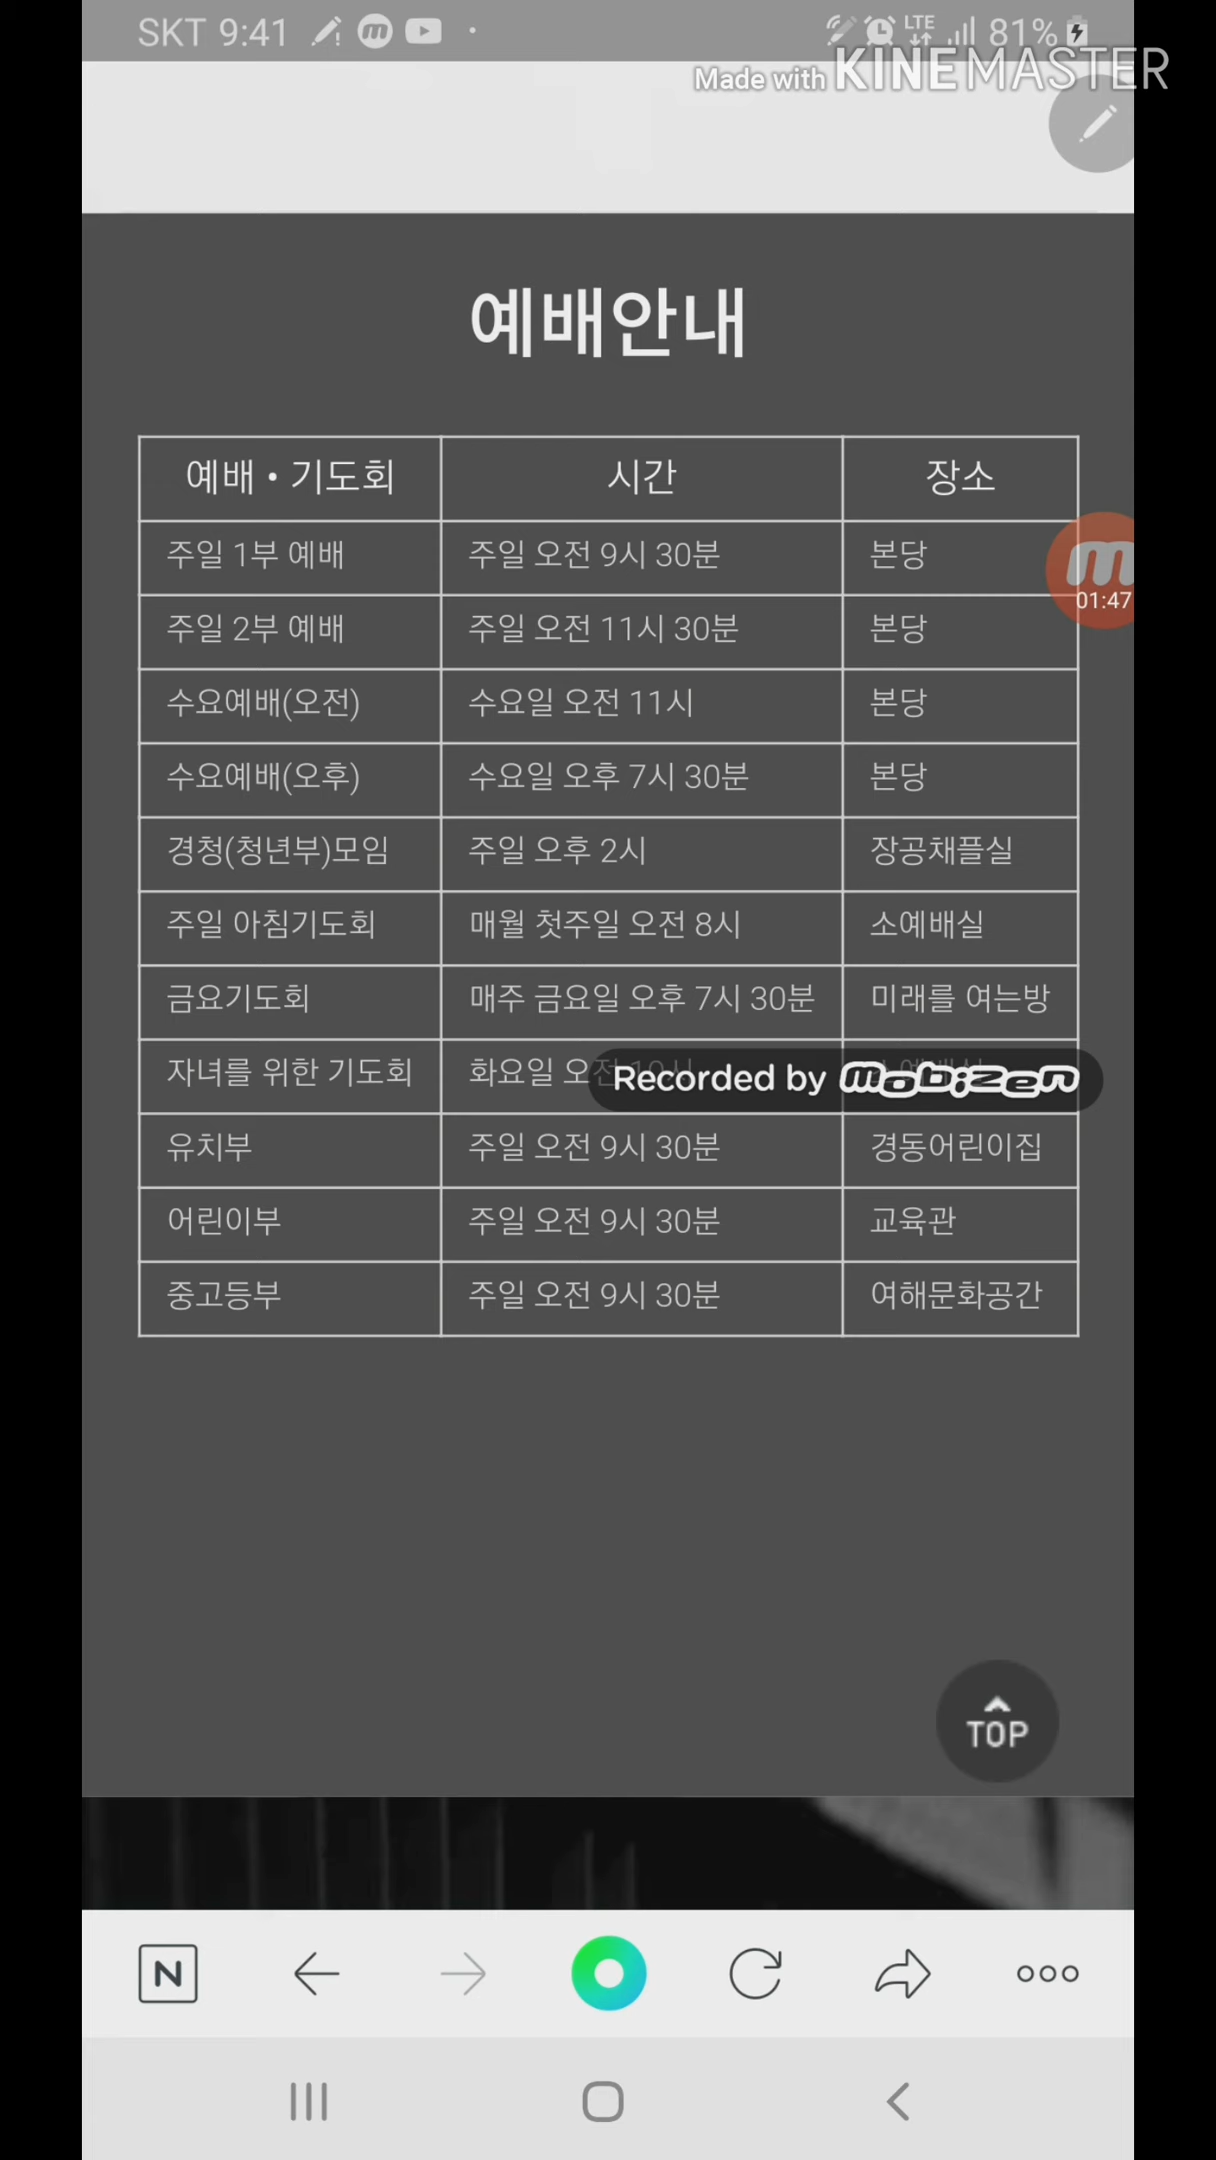 SKT 9:41
LTE 81%
Made with KINEMASTER
예배안내
예배 • 기도회 시간 장소
주일 1부 예배 주일 오전 9시 30분 본당
01:47
주일 2부 예배 주일 오전 11시 30분 본당
수요예배(오전) 수요일 오전 11시 본당
수요예배(오후) 수요일 오후 7시 30분 본당
경청(청년부)모임 주일 오후 2시 장공채플실
주일 아침기도회 매월 첫주일 오전 8시 소예배실
금요기도회 매주 금요일 오후 7시 30분 미래를 여는방
자녀를 위한 기도회 화요일 오전
Recorded by Mobizen
유치부 주일 오전 9시 30분 경동어린이집
어린이부 주일 오전 9시 30분 교육관
중고등부 주일 오전 9시 30분 여해문화공간
TOP
N